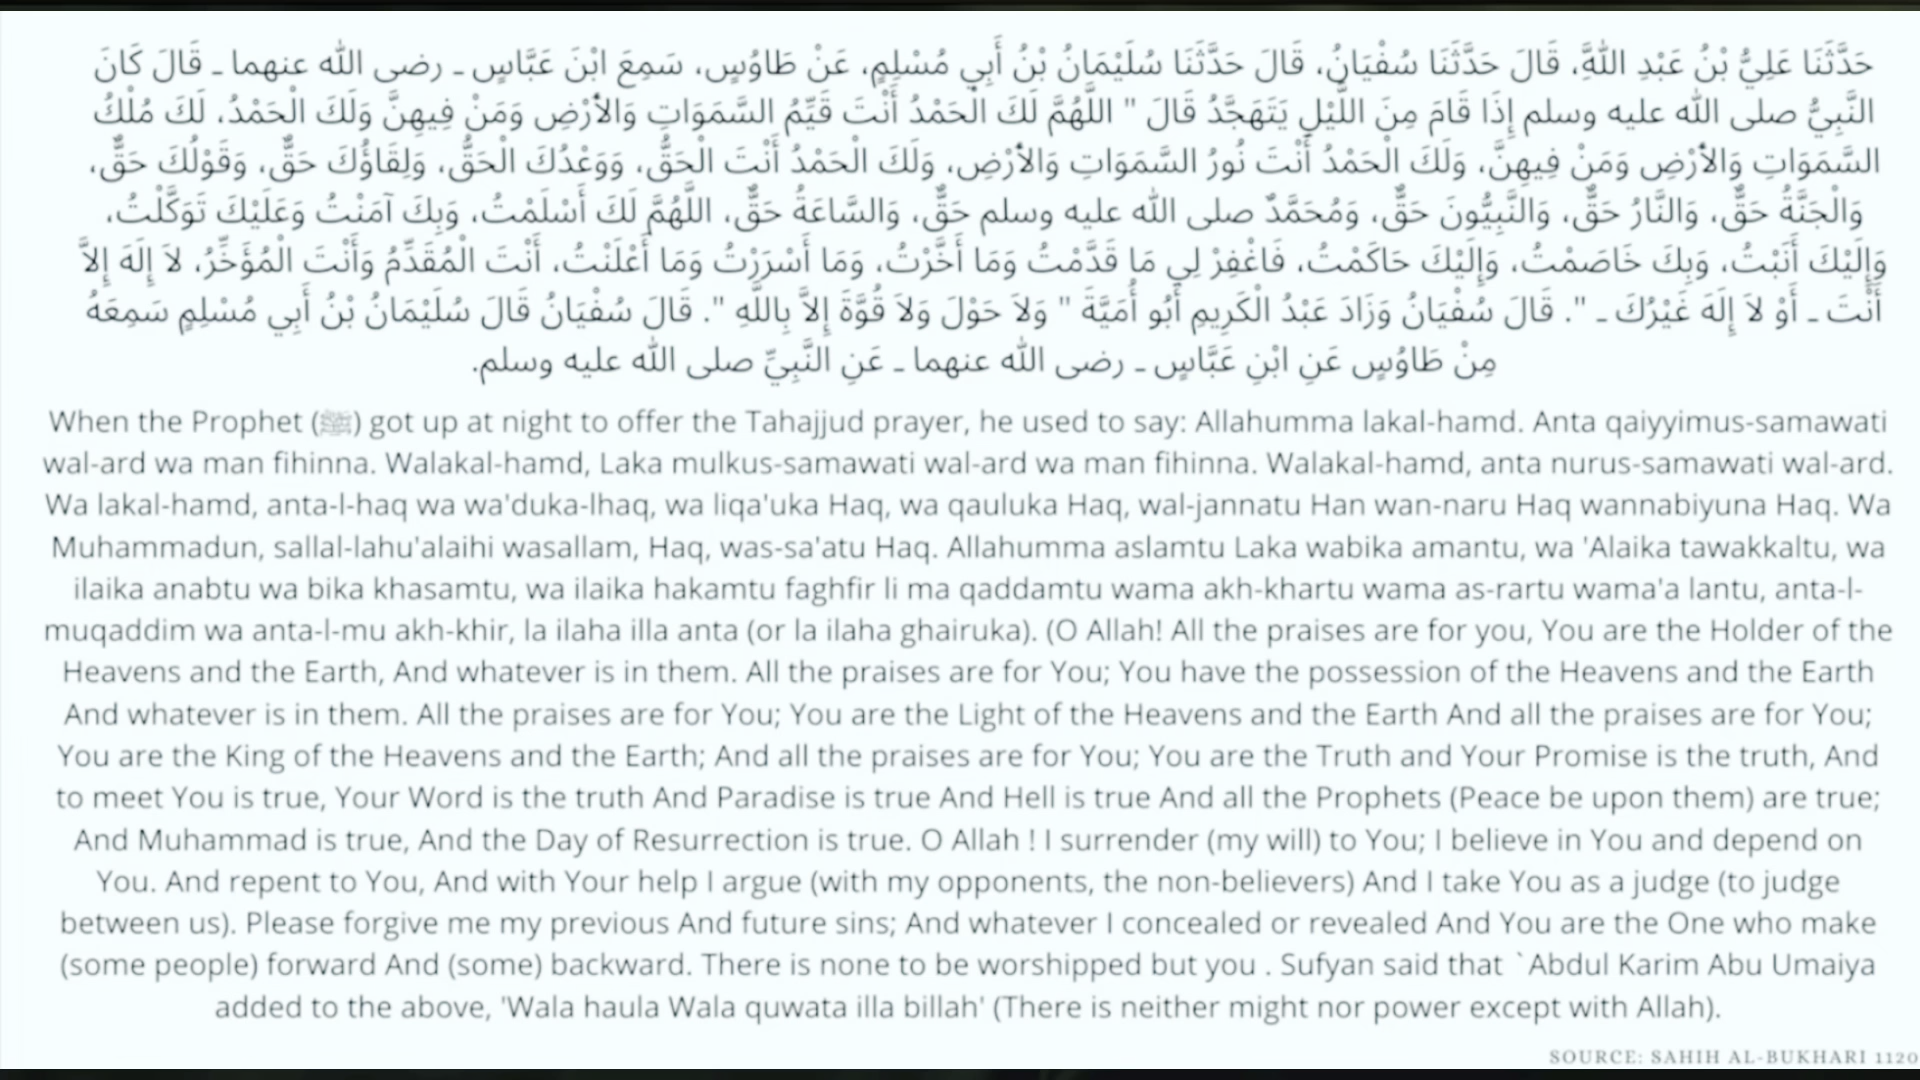 حَدَّثَنَا عَلِيُّ بْنُ عَبْدِ اللَّهِ، قَالَ حَدَّثَنَا سُفْيَانُ، قَالَ حَدَّثَنَا سُلَيْمَانُ بْنُ أَبِي مُسْلِمٍ، عَنْ طَاوُسٍ، سَمِعَ ابْنَ عَبَّاسٍ ـ رضى الله عنهما ـ قَالَ كَانَ
النَّبِيُّ صلى الله عليه وسلم إِذَا قَامَ مِنَ اللَّيْلِ يَتَهَجَّدُ قَالَ " اللَّهُمَّ لَكَ الْحَمْدُ أَنْتَ قَيِّمُ السَّمَوَاتِ وَالأَرْضِ وَمَنْ فِيهِنَّ وَلَكَ الْحَمْدُ، لَكَ مُلْكُ
السَّمَوَاتِ وَالأَرْضِ وَمَنْ فِيهِنَّ، وَلَكَ الْحَمْدُ أَنْتَ نُورُ السَّمَوَاتِ وَالأَرْضِ، وَلَكَ الْحَمْدُ أَنْتَ الْحَقُّ، وَوَعْدُكَ الْحَقُّ، وَلِقَاؤُكَ حَقٌّ، وَقَوْلُكَ حَقٌّ،
وَالْجَنَّةُ حَقٌّ، وَالنَّارُ حَقٌّ، وَالنَّبِيُّونَ حَقٌّ، وَمُحَمَّدٌ صلى الله عليه وسلم حَقٌّ، وَالسَّاعَةُ حَقٌّ، اللَّهُمَّ لَكَ أَسْلَمْتُ، وَبِكَ آمَنْتُ وَعَلَيْكَ تَوَكَّلْتُ،
وَإِلَيْكَ أَنَبْتُ، وَبِكَ خَاصَمْتُ، وَإِلَيْكَ حَاكَمْتُ، فَاغْفِرْ لِي مَا قَدَّمْتُ وَمَا أَخَّرْتُ، وَمَا أَسْرَرْتُ وَمَا أَعْلَنْتُ، أَنْتَ الْمُقَدِّمُ وَأَنْتَ الْمُؤَخِّرُ، لاَ إِلَهَ إِلاَّ
أَنْتَ ـ أَوْ لاَ إِلَهَ غَيْرُكَ ـ ". قَالَ سُفْيَانُ وَزَادَ عَبْدُ الْكَرِيمِ أَبُو أُمَيَّةَ " وَلاَ حَوْلَ وَلاَ قُوَّةَ إِلاَّ بِاللَّهِ ". قَالَ سُفْيَانُ قَالَ سُلَيْمَانُ بْنُ أَبِي مُسْلِمٍ سَمِعَهُ
مِنْ طَاوُسٍ عَنِ ابْنِ عَبَّاسٍ ـ رضى الله عنهما ـ عَنِ النَّبِيِّ صلى الله عليه وسلم.
When the Prophet (ﷺ) got up at night to offer the Tahajjud prayer, he used to say: Allahumma lakal-hamd. Anta qaiyyimus-samawati
wal-ard wa man fihinna. Walakal-hamd, Laka mulkus-samawati wal-ard wa man fihinna. Walakal-hamd, anta nurus-samawati wal-ard.
Wa lakal-hamd, anta-l-haq wa wa'duka-lhaq, wa liqa'uka Haq, wa qauluka Haq, wal-jannatu Han wan-naru Haq wannabiyuna Haq. Wa
Muhammadun, sallal-lahu'alaihi wasallam, Haq, was-sa'atu Haq. Allahumma aslamtu Laka wabika amantu, wa 'Alaika tawakkaltu, wa
ilaika anabtu wa bika khasamtu, wa ilaika hakamtu faghfir li ma qaddamtu wama akh-khartu wama as-rartu wama'a lantu, anta-l-
muqaddim wa anta-l-mu akh-khir, la ilaha illa anta (or la ilaha ghairuka). (O Allah! All the praises are for you, You are the Holder of the
Heavens and the Earth, And whatever is in them. All the praises are for You; You have the possession of the Heavens and the Earth
And whatever is in them. All the praises are for You; You are the Light of the Heavens and the Earth And all the praises are for You;
You are the King of the Heavens and the Earth; And all the praises are for You; You are the Truth and Your Promise is the truth, And
to meet You is true, Your Word is the truth And Paradise is true And Hell is true And all the Prophets (Peace be upon them) are true;
And Muhammad is true, And the Day of Resurrection is true. O Allah ! I surrender (my will) to You; I believe in You and depend on
You. And repent to You, And with Your help I argue (with my opponents, the non-believers) And I take You as a judge (to judge
between us). Please forgive me my previous And future sins; And whatever I concealed or revealed And You are the One who make
(some people) forward And (some) backward. There is none to be worshipped but you . Sufyan said that `Abdul Karim Abu Umaiya
added to the above, 'Wala haula Wala quwata illa billah' (There is neither might nor power except with Allah).
SOURCE: SAHIH AL-BUKHARI 1120